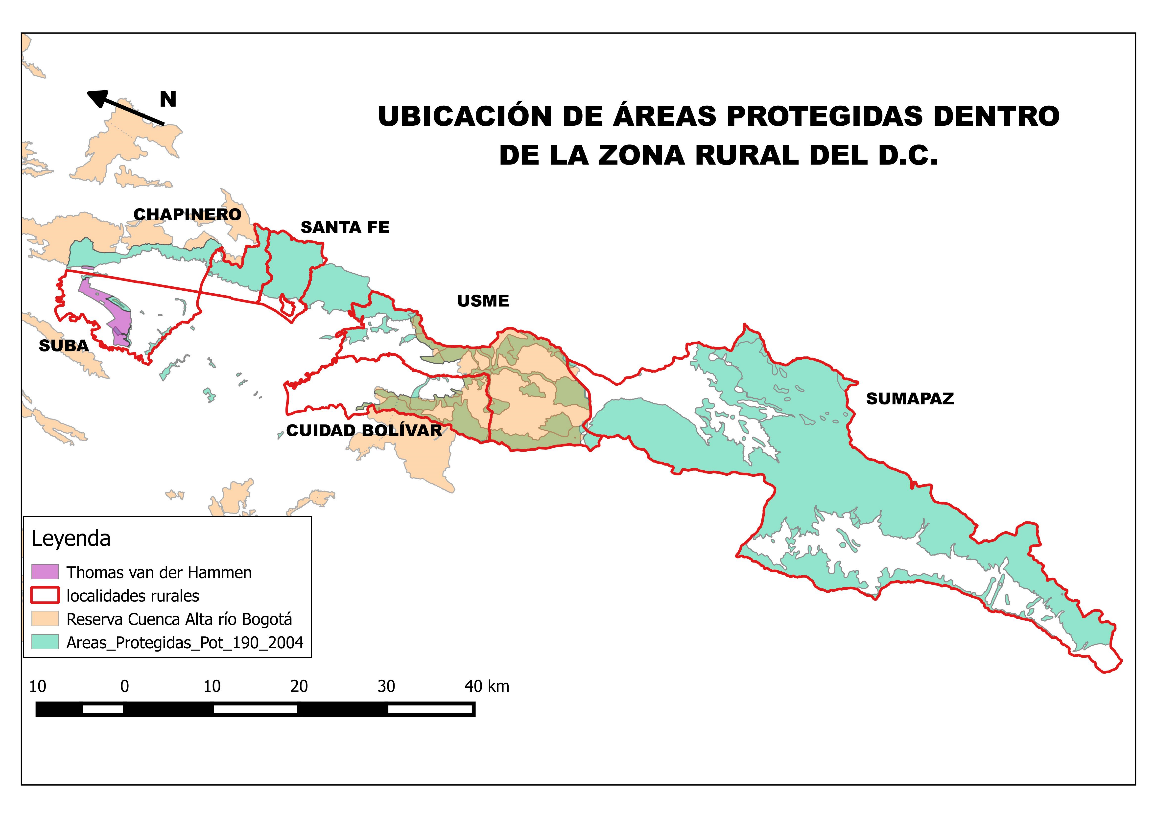 N
UBICACIÓN DE ÁREAS PROTEGIDAS DENTRO
DE LA ZONA RURAL DEL D.C.
CHAPINERO
SANTA FE
USME
SUBA
SUMAPAZ
CUIDAD BOLÍVAR
Leyenda
Thomas van der Hammen
localidades rurales
Reserva Cuenca Alta río Bogotá
Areas_Protegidas_Pot_190_2004
10 0 10 20 30 40 km